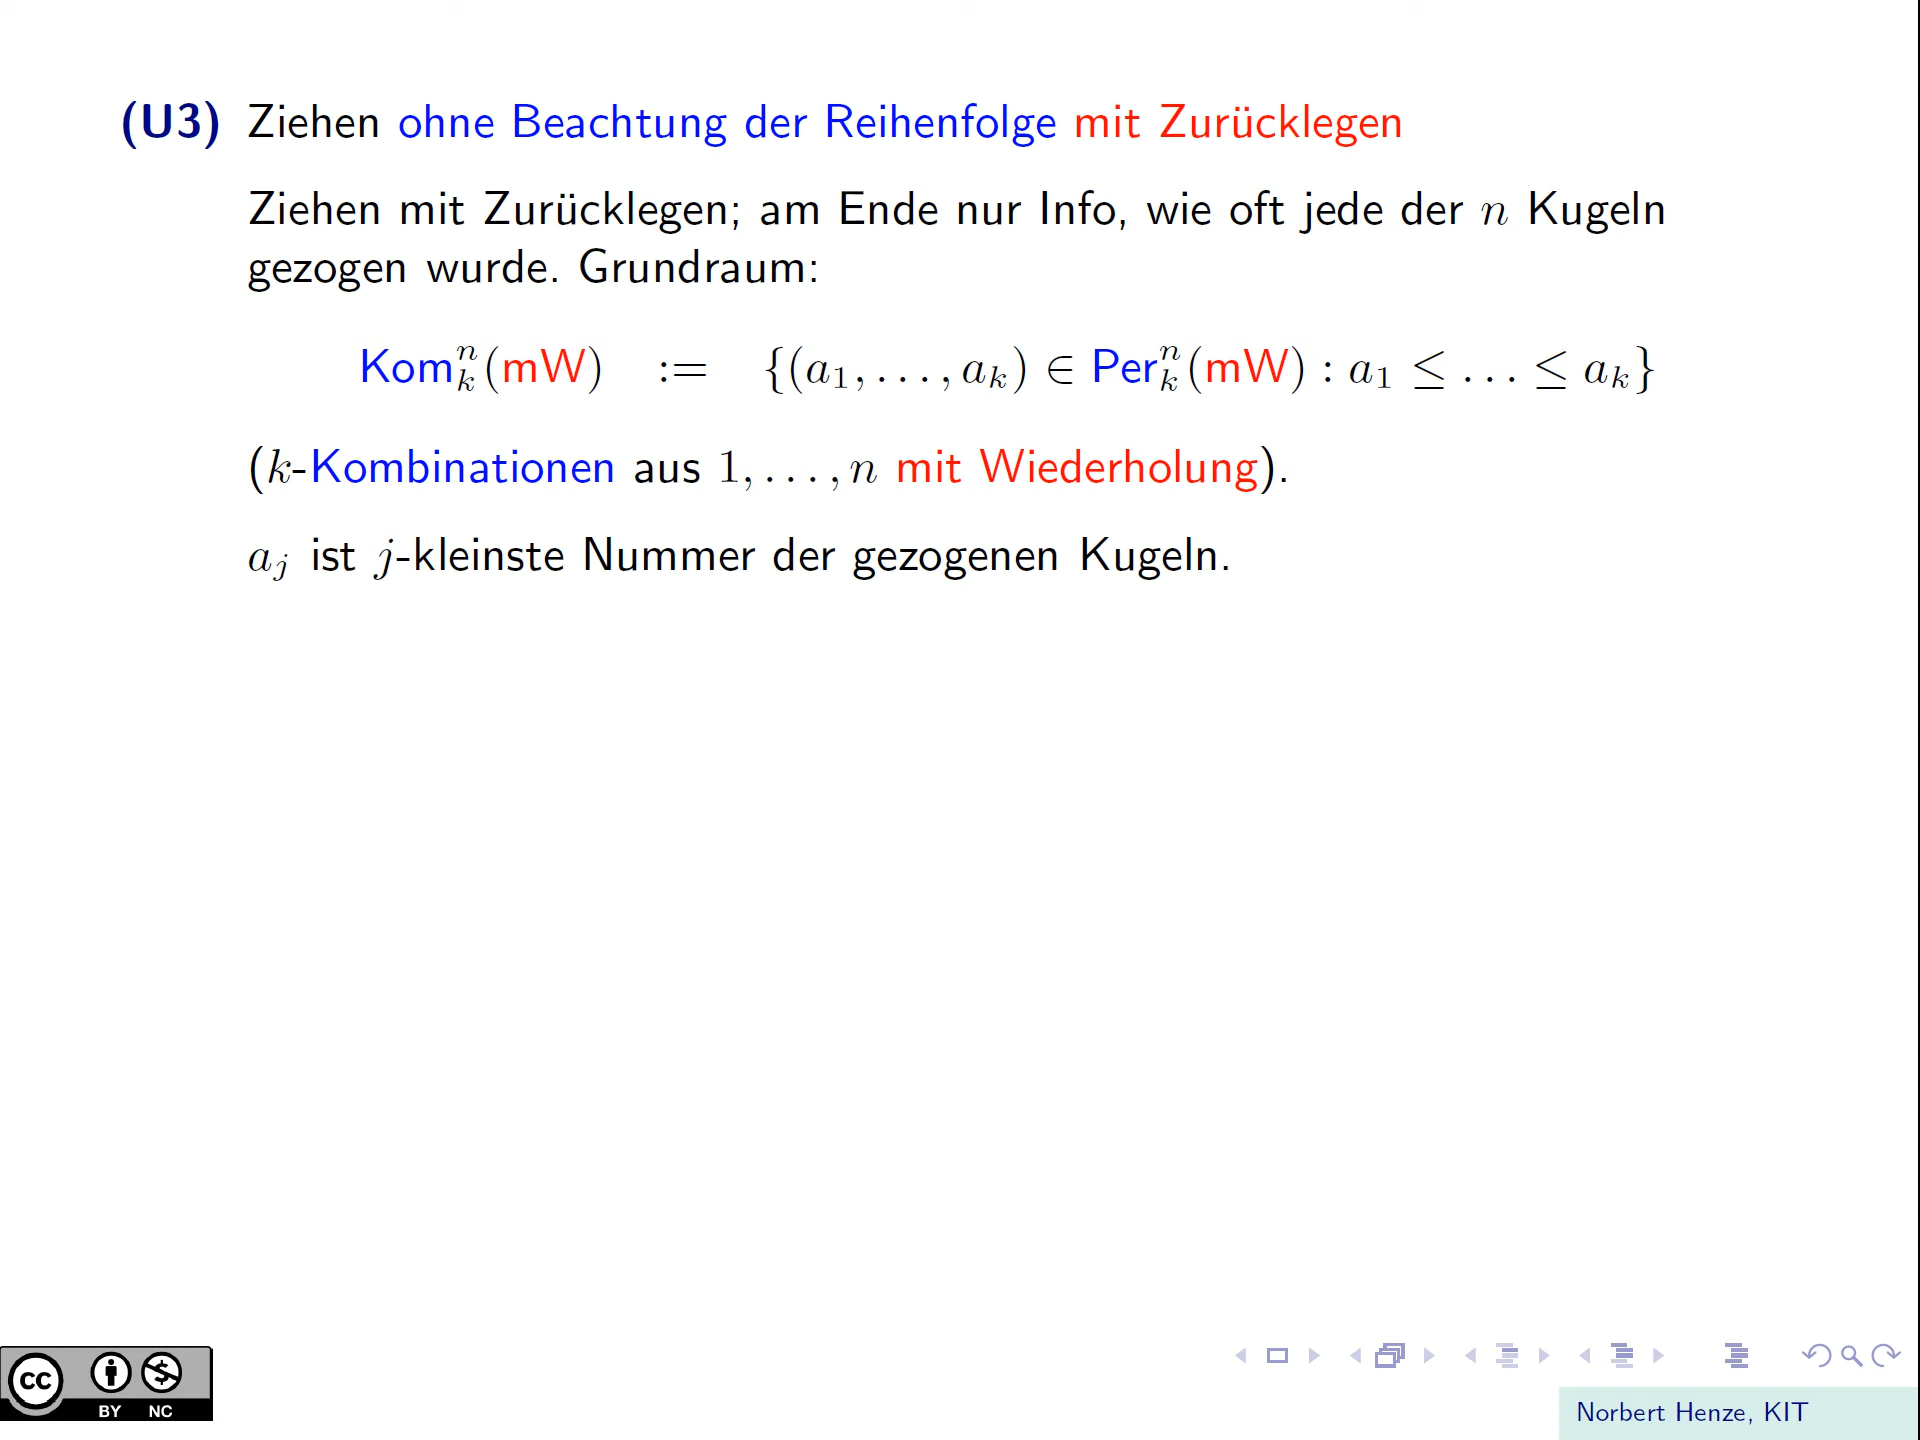 (U3) Ziehen ohne Beachtung der Reihenfolge mit Zurücklegen
Ziehen mit Zurücklegen; am Ende nur Info, wie oft jede der n Kugeln
gezogen wurde. Grundraum:
Kom^n_k(mW) := {(a_1, ..., a_k) ∈ Per^n_k(mW) : a_1 ≤ ... ≤ a_k}
(k-Kombinationen aus 1, ..., n mit Wiederholung).
a_j ist j-kleinste Nummer der gezogenen Kugeln.
cc
BY NC
Norbert Henze, KIT